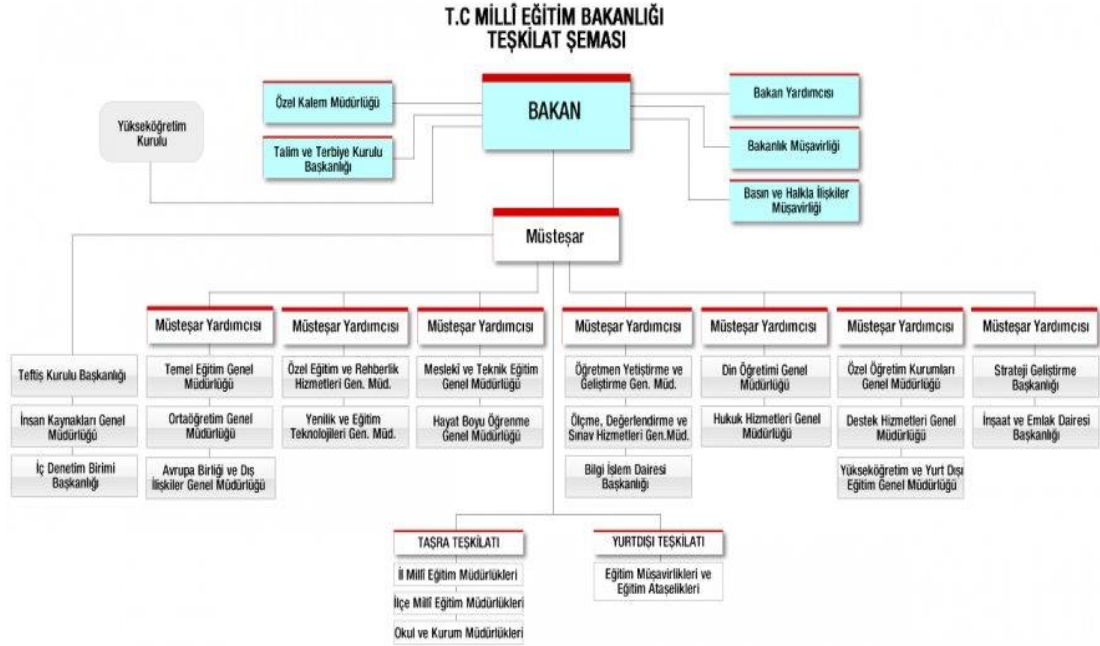 T.C MİLLÎ EĞİTİM BAKANLIĞI
TEŞKİLAT ŞEMASI
BAKAN
Özel Kalem Müdürlüğü
Talim ve Terbiye Kurulu
Başkanlığı
Yükseköğretim
Kurulu
Bakan Yardımcısı
Bakanlık Müşavirliği
Basın ve Halkla İlişkiler
Müşavirliği
Müsteşar
Teftiş Kurulu Başkanlığı
İnsan Kaynakları Genel
Müdürlüğü
İç Denetim Birimi
Başkanlığı
Müsteşar Yardımcısı
Temel Eğitim Genel
Müdürlüğü
Ortaöğretim Genel
Müdürlüğü
Avrupa Birliği ve Dış
İlişkiler Genel Müdürlüğü
Müsteşar Yardımcısı
Özel Eğitim ve Rehberlik
Hizmetleri Gen. Müd.
Yenilik ve Eğitim
Teknolojileri Gen. Müd.
Müsteşar Yardımcısı
Meslekî ve Teknik Eğitim
Genel Müdürlüğü
Hayat Boyu Öğrenme
Genel Müdürlüğü
Müsteşar Yardımcısı
Öğretmen Yetiştirme ve
Geliştirme Gen. Müd.
Ölçme, Değerlendirme ve
Sınav Hizmetleri Gen.Müd.
Bilgi İşlem Dairesi
Başkanlığı
Müsteşar Yardımcısı
Din Öğretimi Genel
Müdürlüğü
Hukuk Hizmetleri Genel
Müdürlüğü
Müsteşar Yardımcısı
Özel Öğretim Kurumları
Genel Müdürlüğü
Destek Hizmetleri Genel
Müdürlüğü
Yükseköğretim ve Yurt Dışı
Eğitim Genel Müdürlüğü
Müsteşar Yardımcısı
Strateji Geliştirme
Başkanlığı
İnşaat ve Emlak Dairesi
Başkanlığı
TAŞRA TEŞKİLATI
İl Millî Eğitim Müdürlükleri
İlçe Millî Eğitim Müdürlükleri
Okul ve Kurum Müdürlükleri
YURTDIŞI TEŞKİLATI
Eğitim Müşavirlikleri ve
Eğitim Ataşelikleri